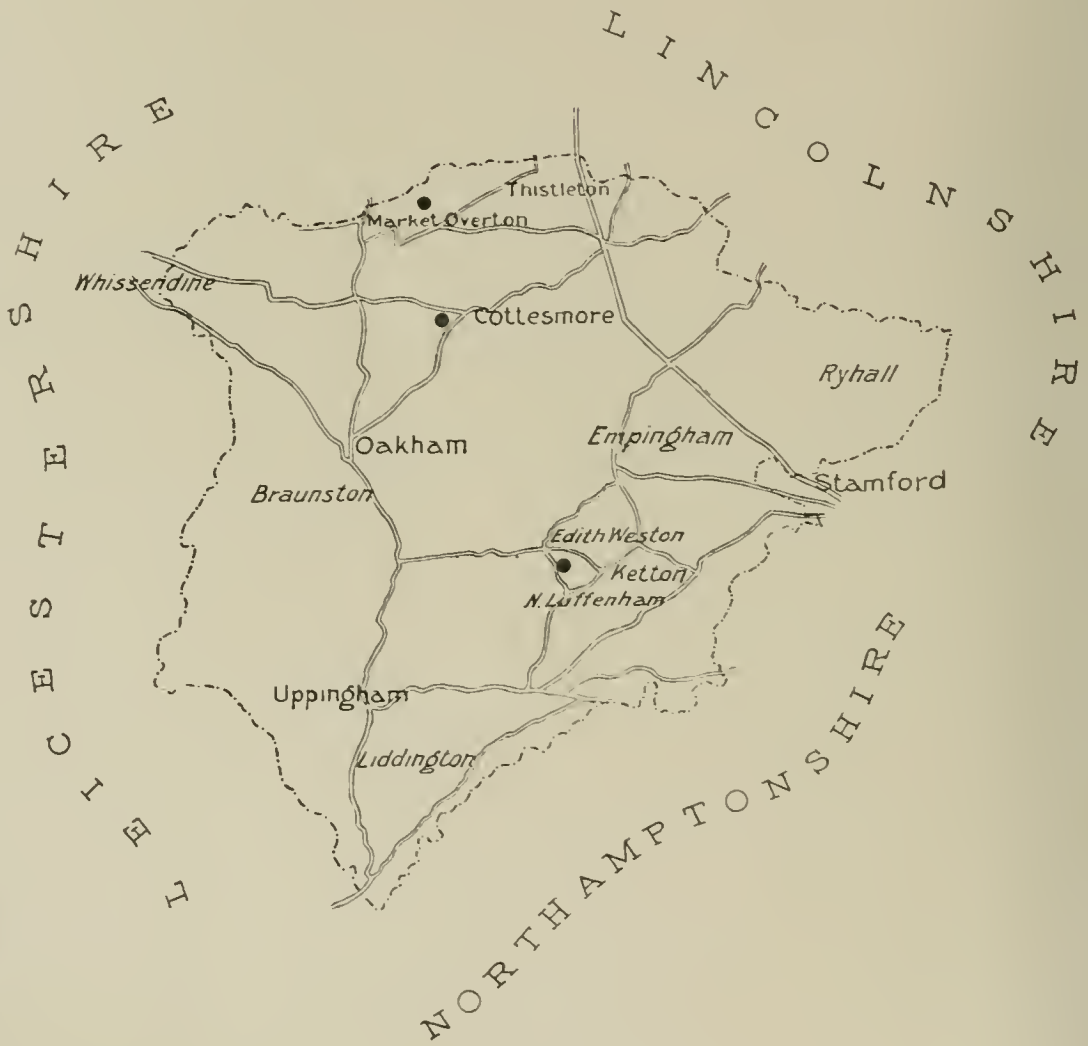 LINCOLNSHIRE
LEICESTERSHIRE
Thistleton
Market Overton
Whissendine
Cottesmore
Ryhall
Empingham
Oakham
Stamford
Braunston
Edith Weston
Ketton
N. Luffenham
Uppingham
Liddington
NORTHAMPTONSHIRE